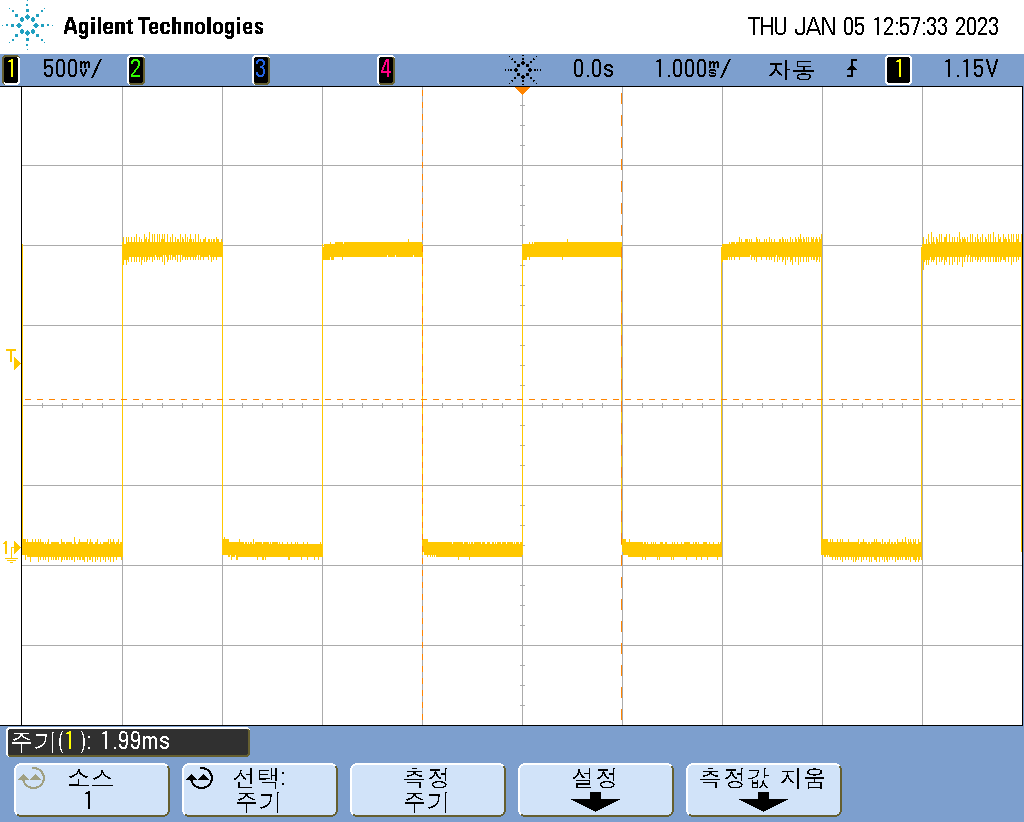 Agilent Technologies THU JAN 05 12:57:33 2023
1 500mV/ 2 3 4 0.0s 1.000ms/ 자동 1 1.15V
T
1
주기(1): 1.99ms
소스 선택: 측정 설정 측정값 지움
1 주기 주기